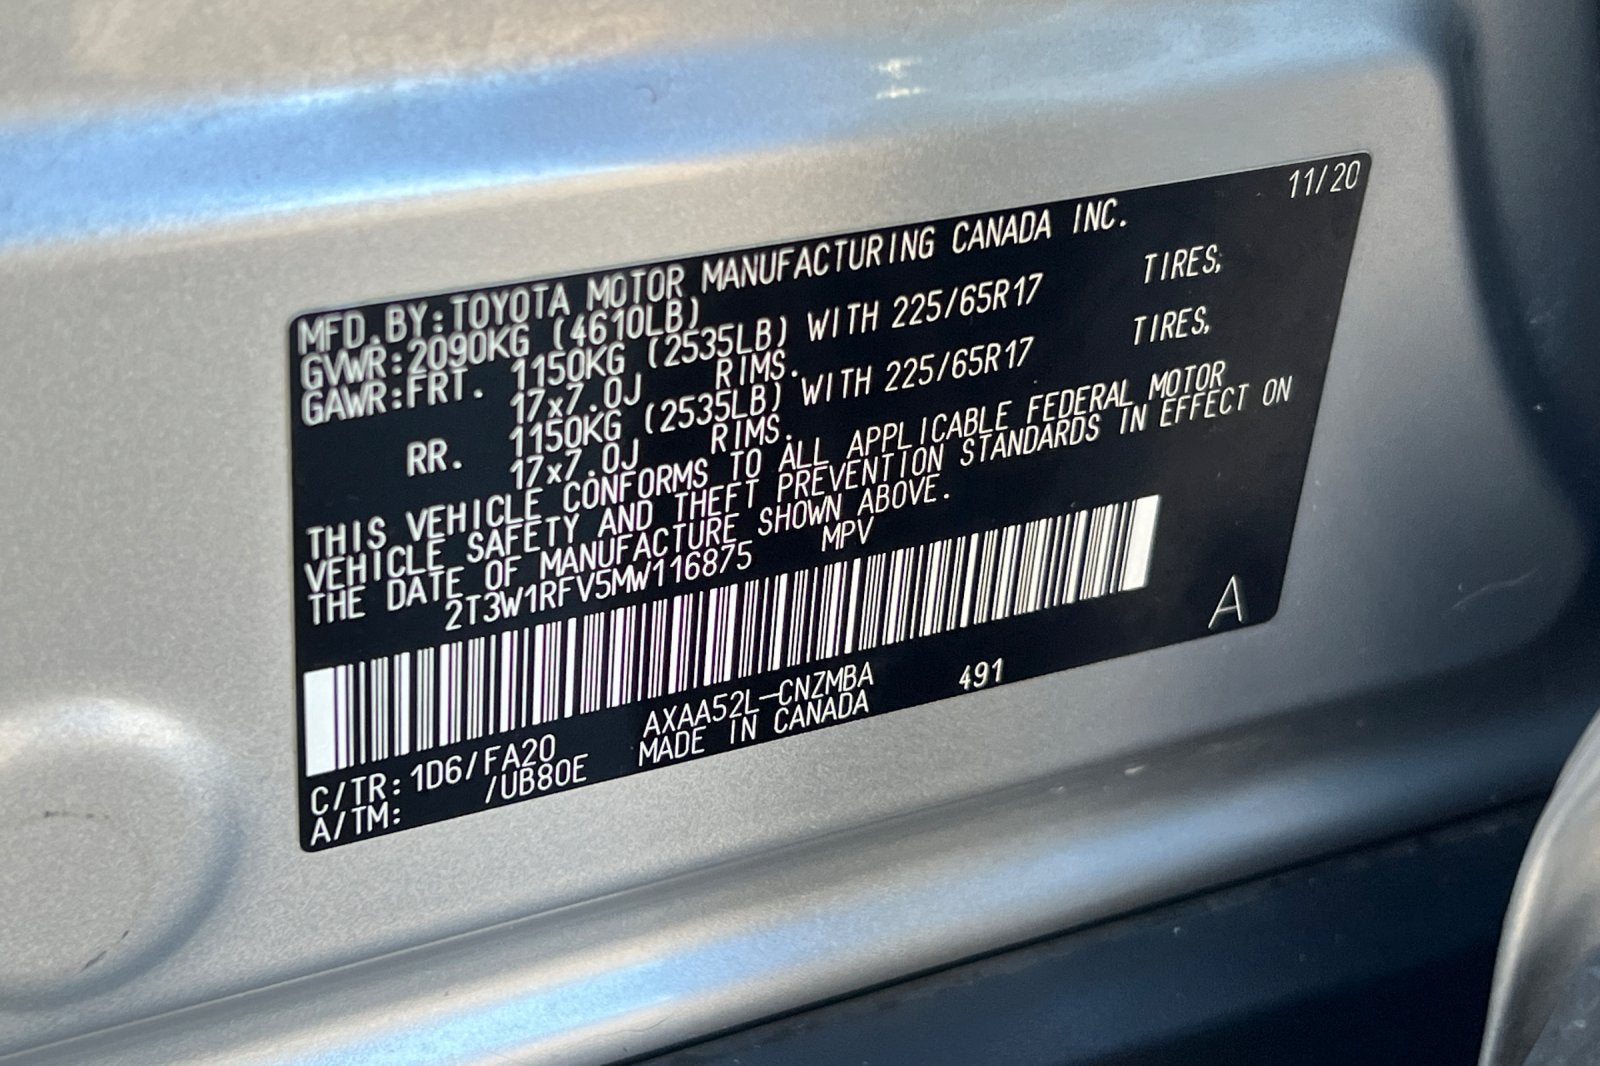 11/20
MFD.BY:TOYOTA MOTOR MANUFACTURING CANADA INC.
GVWR:2090KG (4610LB)
GAWR:FRT. 1150KG (2535LB) WITH 225/65R17 TIRES,
17x7.0J RIMS.
RR. 1150KG (2535LB) WITH 225/65R17 TIRES,
17x7.0J RIMS.
THIS VEHICLE CONFORMS TO ALL APPLICABLE FEDERAL MOTOR
VEHICLE SAFETY AND THEFT PREVENTION STANDARDS IN EFFECT ON
THE DATE OF MANUFACTURE SHOWN ABOVE.
2T3W1RFV5MW116875 MPV
A
C/TR:1D6/FA20 AXAA52L-CNZMBA 491
A/TM: /UB80E MADE IN CANADA